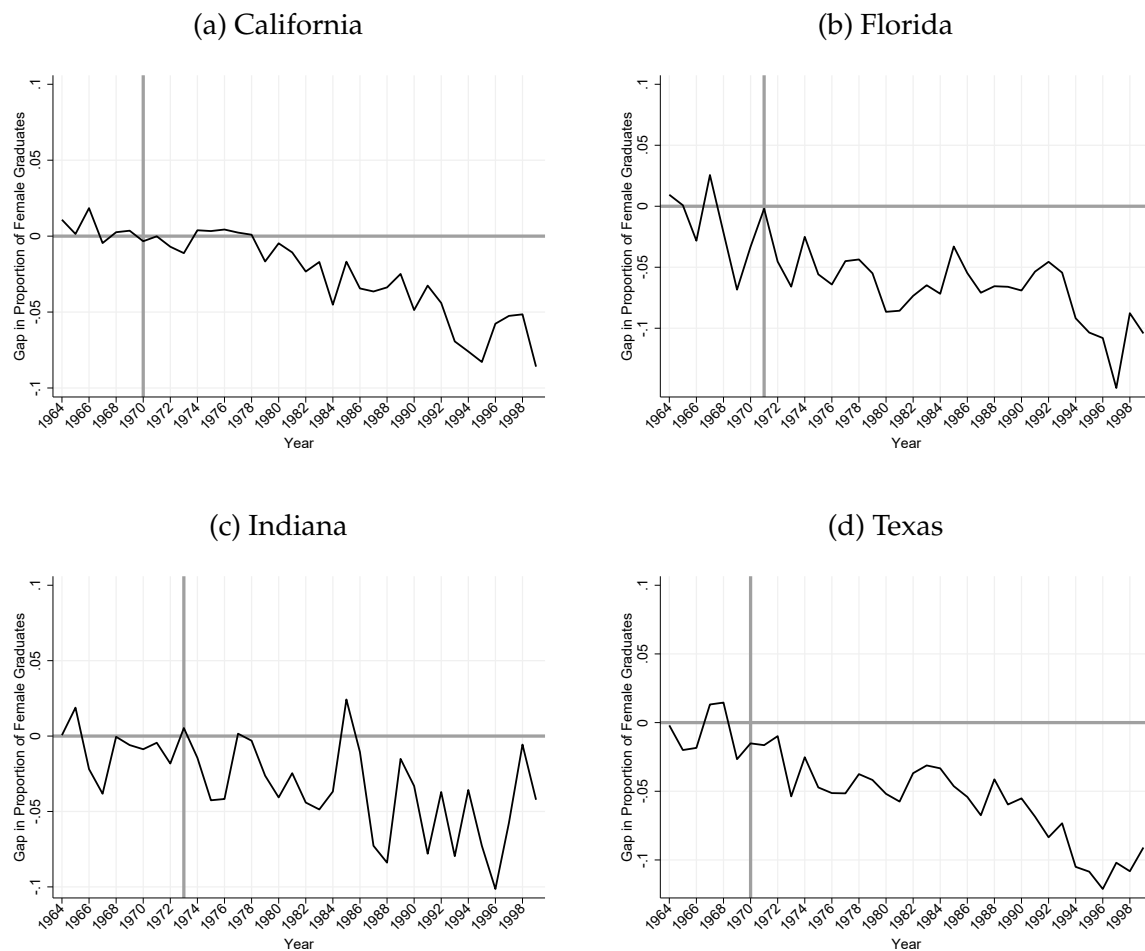 (a) California
Gap in Proportion of Female Graduates
.1
.05
0
-.05
-.1
1964 1966 1968 1970 1972 1974 1976 1978 1980 1982 1984 1986 1988 1990 1992 1994 1996 1998
Year
(b) Florida
Gap in Proportion of Female Graduates
.1
.05
0
-.05
-.1
1964 1966 1968 1970 1972 1974 1976 1978 1980 1982 1984 1986 1988 1990 1992 1994 1996 1998
Year
(c) Indiana
Gap in Proportion of Female Graduates
.1
.05
0
-.05
-.1
1964 1966 1968 1970 1972 1974 1976 1978 1980 1982 1984 1986 1988 1990 1992 1994 1996 1998
Year
(d) Texas
Gap in Proportion of Female Graduates
.1
.05
0
-.05
-.1
1964 1966 1968 1970 1972 1974 1976 1978 1980 1982 1984 1986 1988 1990 1992 1994 1996 1998
Year